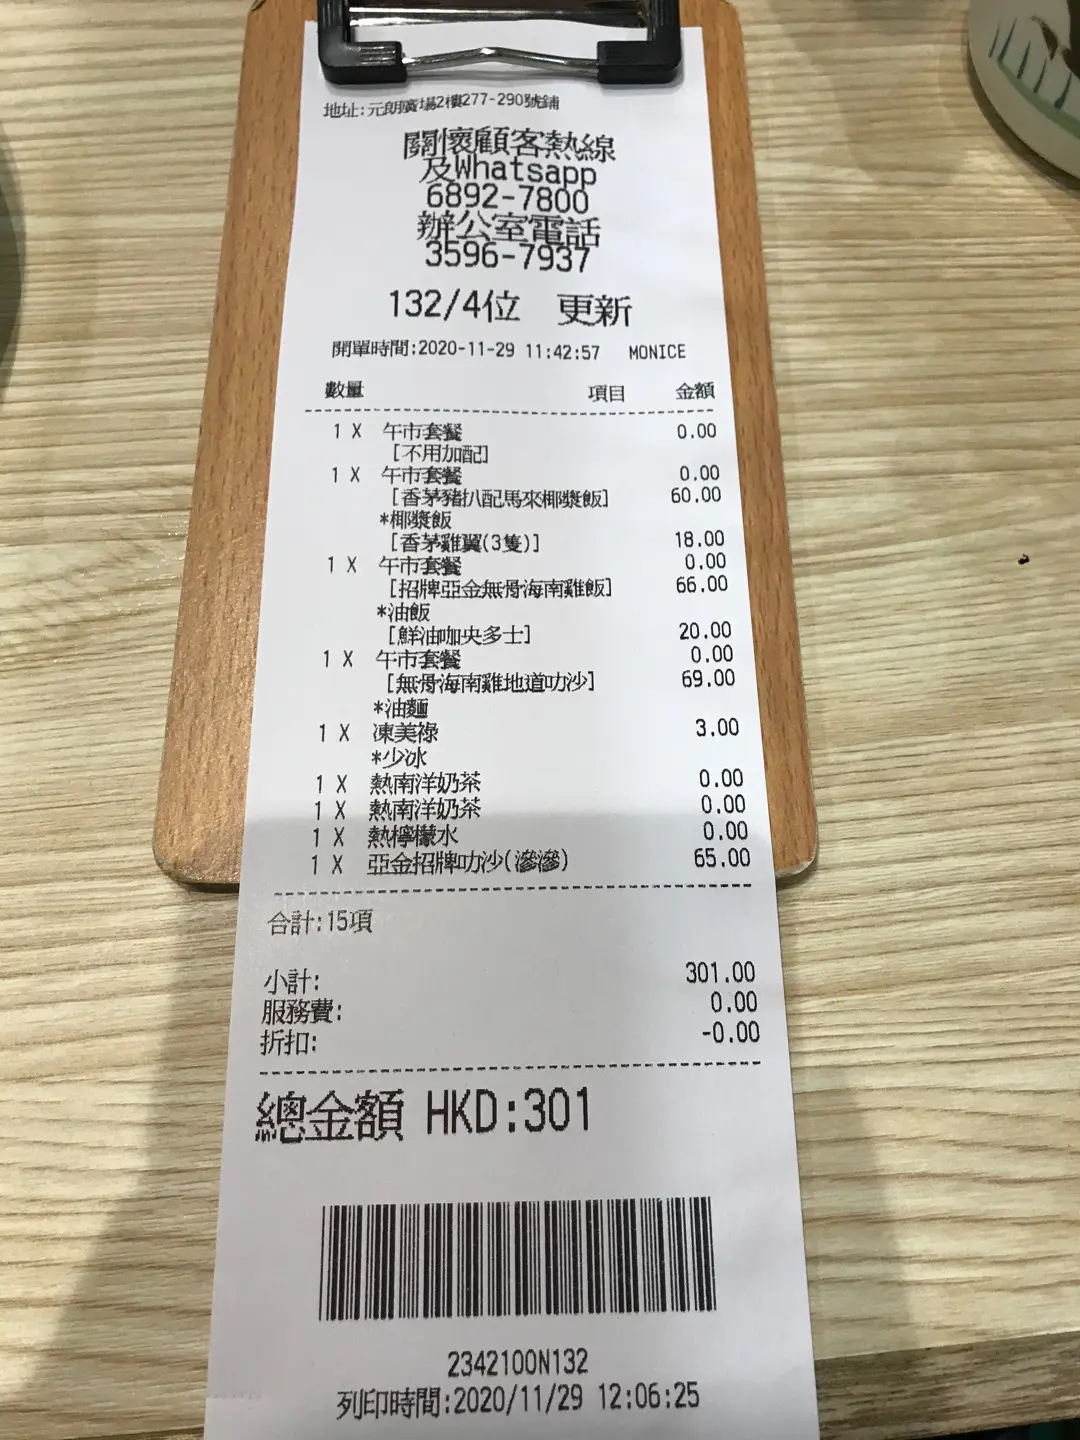 地址:元朗廣場2樓277-290號鋪
關懷顧客熱線
及Whatsapp
6892-7800
辦公室電話
3596-7937
132/4位 更新
開單時間:2020-11-29 11:42:57 MONICE
數量 項目 金額
1 X 午市套餐 0.00
[不用加配]
1 X 午市套餐 0.00
[香茅豬扒配馬來椰漿飯] 60.00
*椰漿飯
[香茅雞翼(3隻)] 18.00
1 X 午市套餐 0.00
[招牌亞金無骨海南雞飯] 66.00
*油飯
[鮮油咖央多士] 20.00
1 X 午市套餐 0.00
[無骨海南雞地道叻沙] 69.00
*油麵
1 X 凍美祿 3.00
*少冰
1 X 熱南洋奶茶 0.00
1 X 熱南洋奶茶 0.00
1 X 熱檸檬水 0.00
1 X 亞金招牌叻沙(滲滲) 65.00
合計:15項
小計: 301.00
服務費: 0.00
折扣: -0.00
總金額 HKD:301
2342100N132
列印時間:2020/11/29 12:06:25